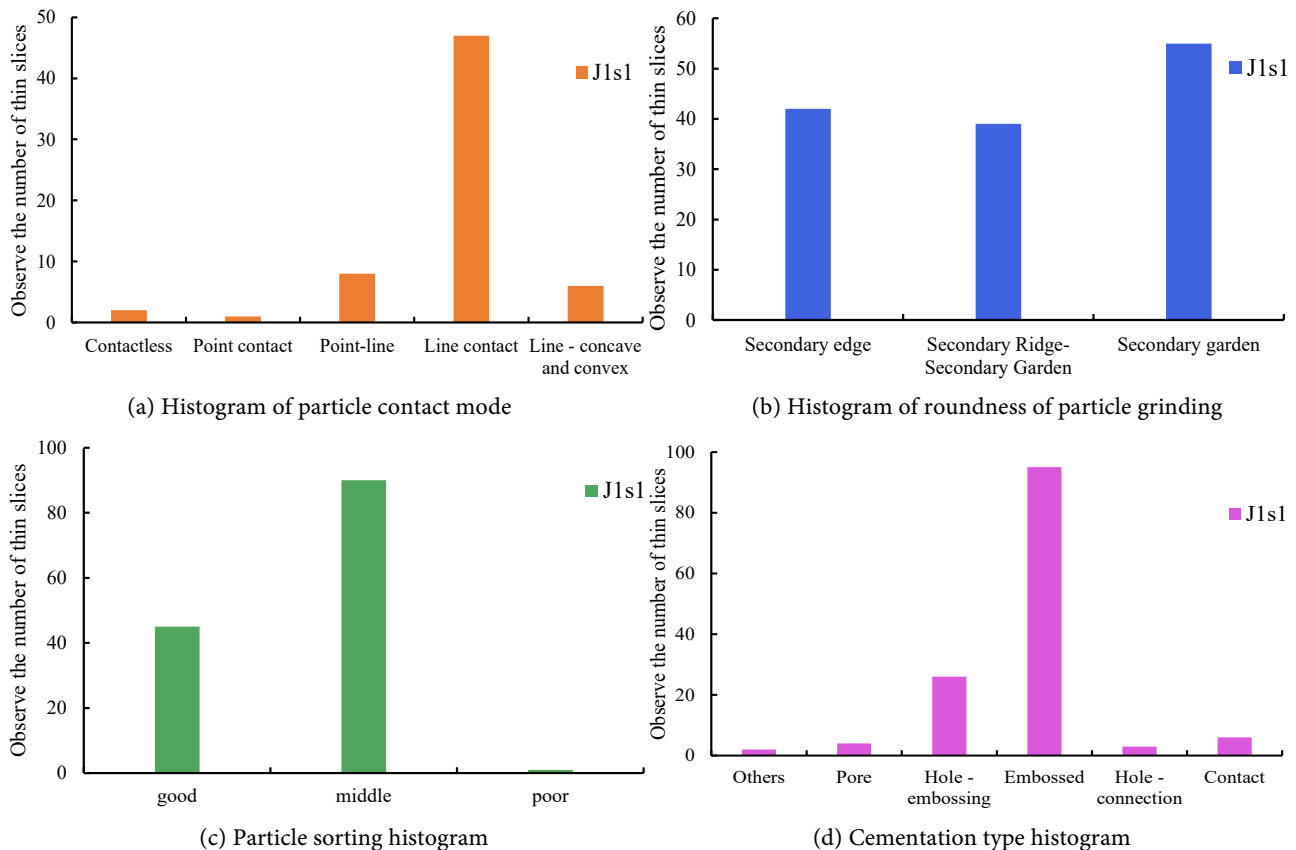 Observe the number of thin slices
50
40
30
20
10
0
J1s1
Contactless
Point contact
Point-line
Line contact
Line - concave
and convex
(a) Histogram of particle contact mode
Observe the number of thin slices
60
50
40
30
20
10
0
J1s1
Secondary edge
Secondary Ridge-
Secondary Garden
Secondary garden
(b) Histogram of roundness of particle grinding
Observe the number of thin slices
100
80
60
40
20
0
J1s1
good
middle
poor
(c) Particle sorting histogram
Observe the number of thin slices
100
80
60
40
20
0
J1s1
Others
Pore
Hole -
embossing
Embossed
Hole -
connection
Contact
(d) Cementation type histogram